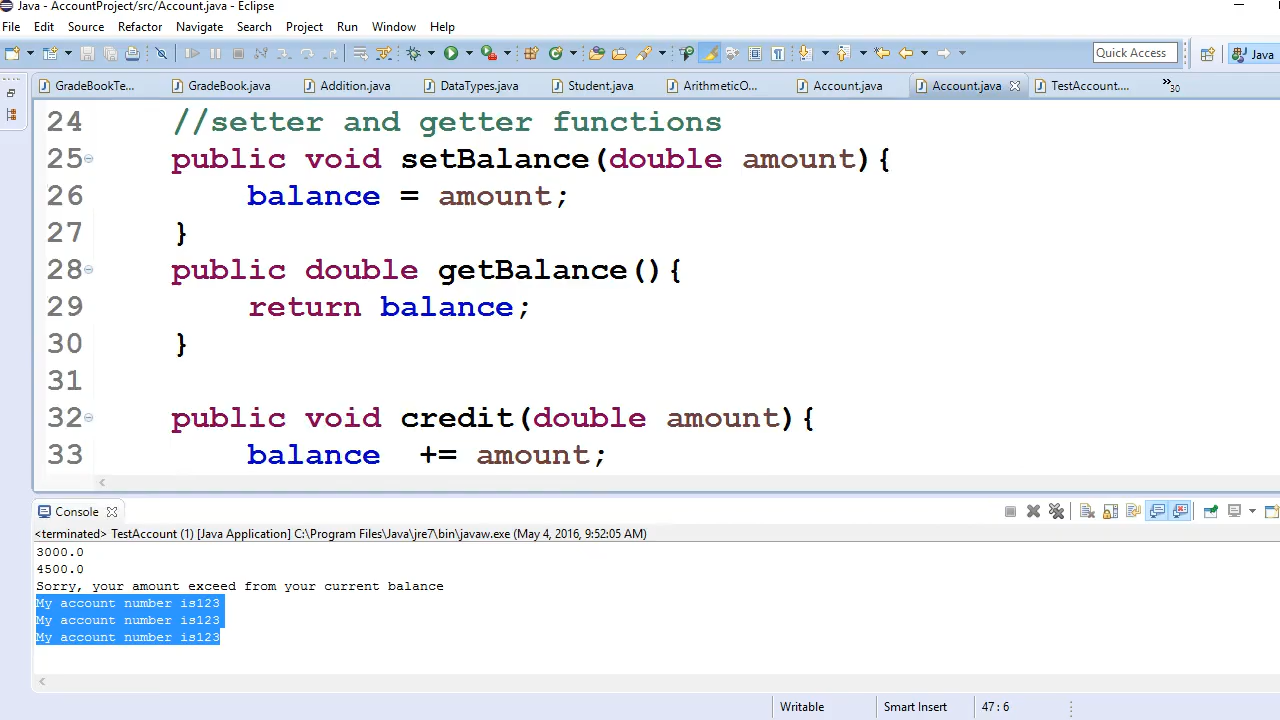 Java - AccountProject/src/Account.java - Eclipse
File Edit Source Refactor Navigate Search Project Run Window Help
Quick Access Java
GradeBookTe... GradeBook.java Addition.java DataTypes.java Student.java ArithmeticO... Account.java Account.java TestAccount.... »30
24 //setter and getter functions
25 public void setBalance(double amount){
26 balance = amount;
27 }
28 public double getBalance(){
29 return balance;
30 }
31
32 public void credit(double amount){
33 balance += amount;
Console
<terminated> TestAccount (1) [Java Application] C:\Program Files\Java\jre7\bin\javaw.exe (May 4, 2016, 9:52:05 AM)
3000.0
4500.0
Sorry, your amount exceed from your current balance
My account number is123
My account number is123
My account number is123
Writable Smart Insert 47 : 6